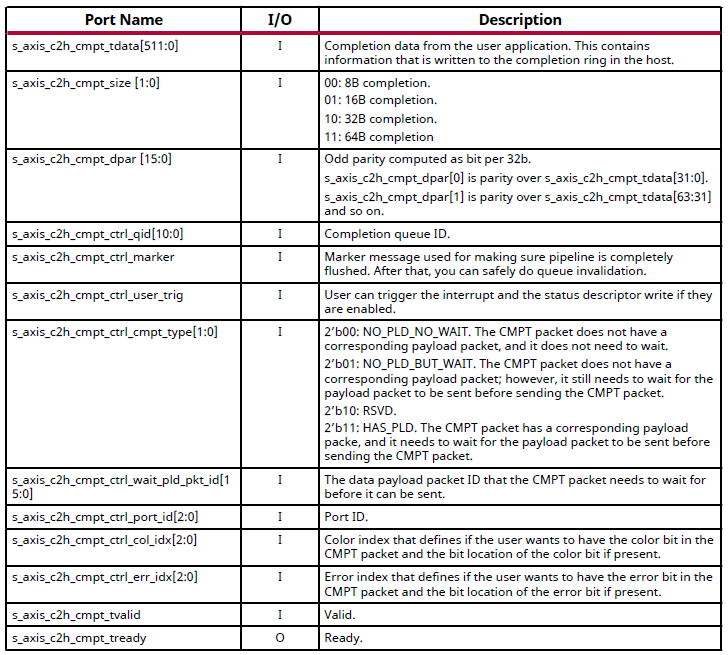 Port Name I/O Description
s_axis_c2h_cmpt_tdata[511:0] I Completion data from the user application. This contains
information that is written to the completion ring in the host.
s_axis_c2h_cmpt_size [1:0] I 00: 8B completion.
01: 16B completion.
10: 32B completion.
11: 64B completion
s_axis_c2h_cmpt_dpar [15:0] I Odd parity computed as bit per 32b.
s_axis_c2h_cmpt_dpar[0] is parity over s_axis_c2h_cmpt_tdata[31:0].
s_axis_c2h_cmpt_dpar[1] is parity over s_axis_c2h_cmpt_tdata[63:31]
and so on.
s_axis_c2h_cmpt_ctrl_qid[10:0] I Completion queue ID.
s_axis_c2h_cmpt_ctrl_marker I Marker message used for making sure pipeline is completely
flushed. After that, you can safely do queue invalidation.
s_axis_c2h_cmpt_ctrl_user_trig I User can trigger the interrupt and the status descriptor write if they
are enabled.
s_axis_c2h_cmpt_ctrl_cmpt_type[1:0] I 2’b00: NO_PLD_NO_WAIT. The CMPT packet does not have a
corresponding payload packet, and it does not need to wait.
2’b01: NO_PLD_BUT_WAIT. The CMPT packet does not have a
corresponding payload packet; however, it still needs to wait for the
payload packet to be sent before sending the CMPT packet.
2’b10: RSVD.
2’b11: HAS_PLD. The CMPT packet has a corresponding payload
packe, and it needs to wait for the payload packet to be sent before
sending the CMPT packet.
s_axis_c2h_cmpt_ctrl_wait_pld_pkt_id[1 I The data payload packet ID that the CMPT packet needs to wait for
5:0] before it can be sent.
s_axis_c2h_cmpt_ctrl_port_id[2:0] I Port ID.
s_axis_c2h_cmpt_ctrl_col_idx[2:0] I Color index that defines if the user wants to have the color bit in the
CMPT packet and the bit location of the color bit if present.
s_axis_c2h_cmpt_ctrl_err_idx[2:0] I Error index that defines if the user wants to have the error bit in the
CMPT packet and the bit location of the error bit if present.
s_axis_c2h_cmpt_tvalid I Valid.
s_axis_c2h_cmpt_tready O Ready.